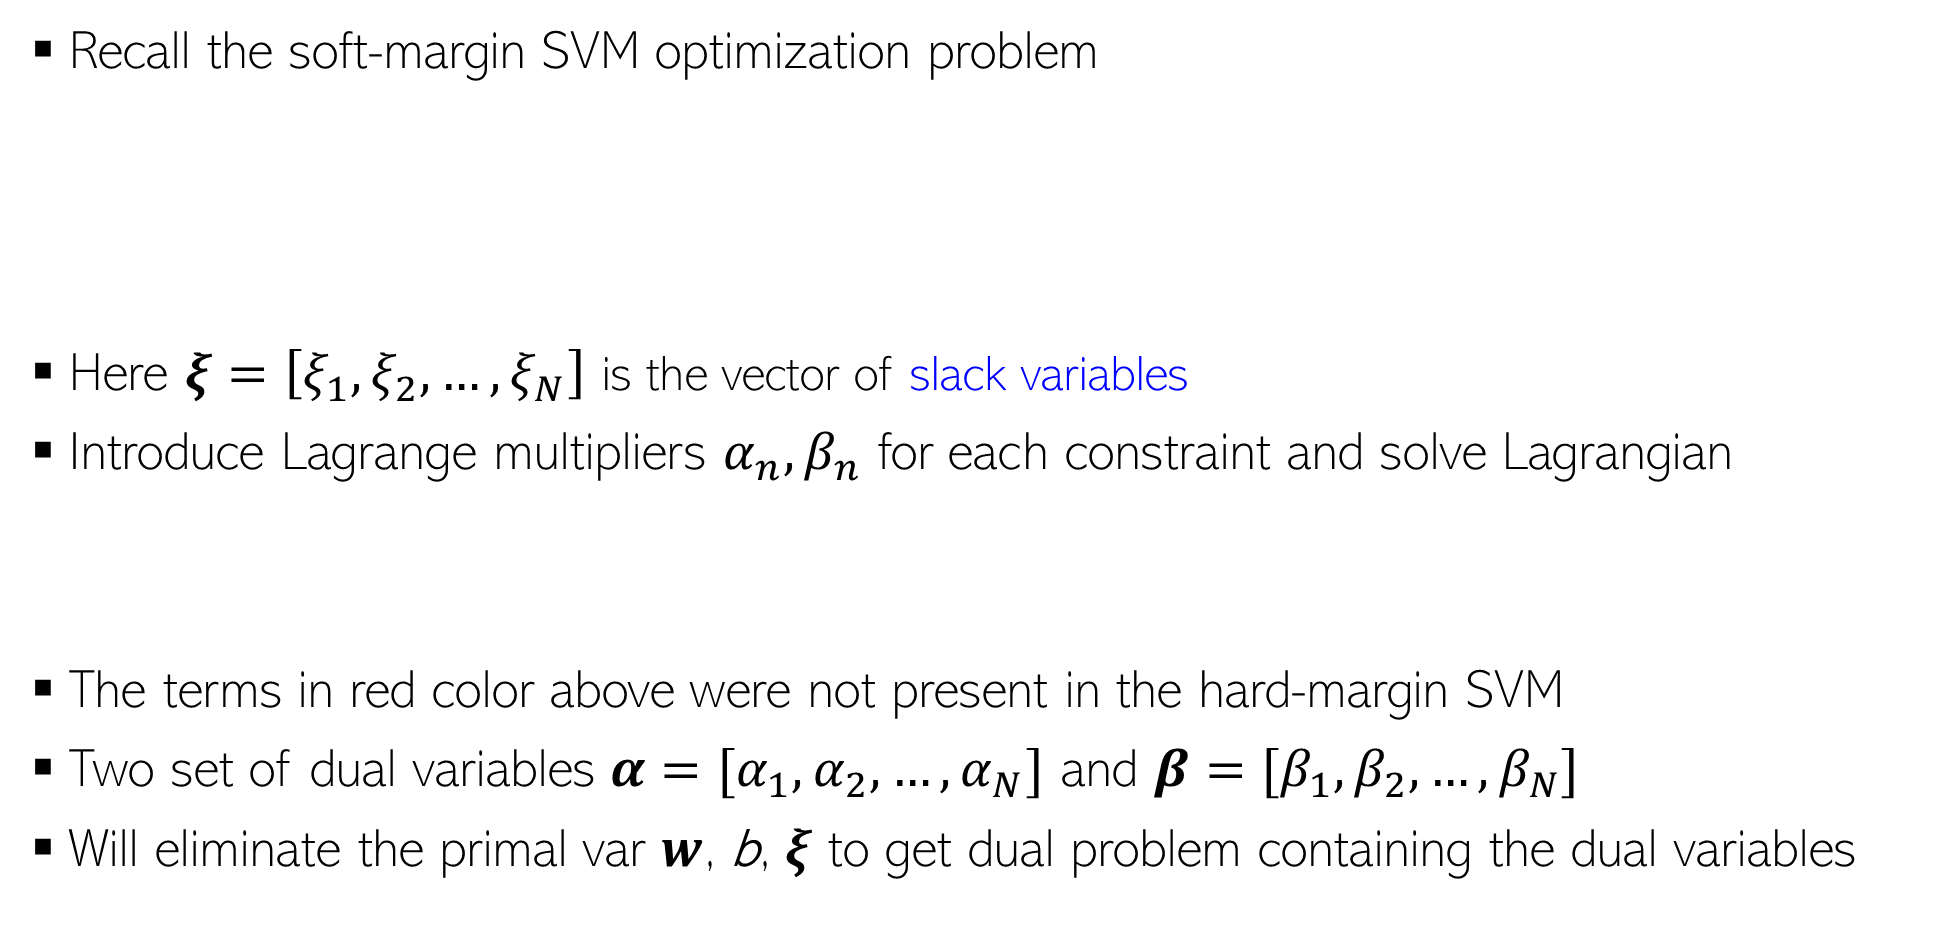 ▪ Recall the soft-margin SVM optimization problem
▪ Here 𝝃 = [ξ₁, ξ₂, … , ξ_N] is the vector of slack variables
▪ Introduce Lagrange multipliers αₙ, βₙ for each constraint and solve Lagrangian
▪ The terms in red color above were not present in the hard-margin SVM
▪ Two set of dual variables 𝜶 = [α₁, α₂, … , α_N] and 𝜷 = [β₁, β₂, … , β_N]
▪ Will eliminate the primal var 𝒘, b, 𝝃 to get dual problem containing the dual variables